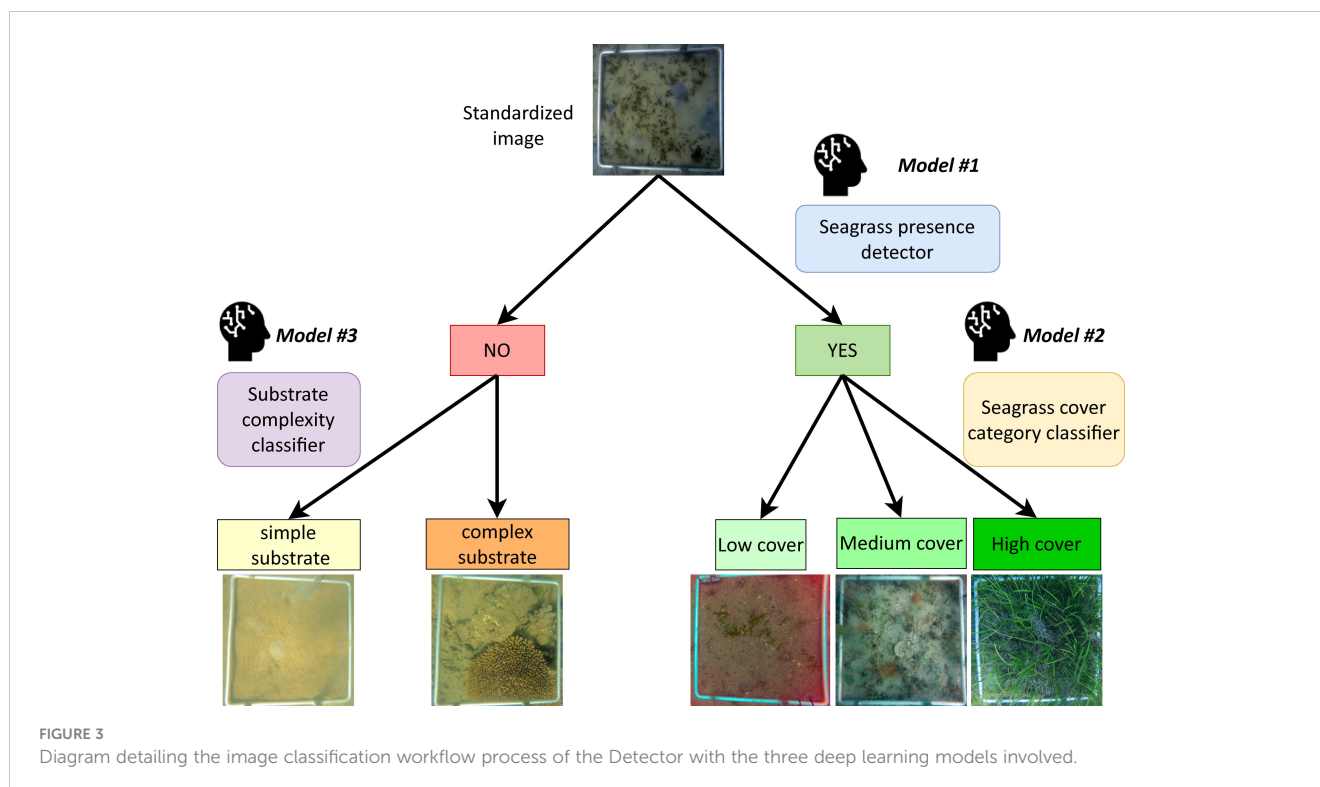 Standardized
image
Model #1
Seagrass presence
detector
Model #3
NO
YES
Model #2
Substrate
complexity
classifier
Seagrass cover
category classifier
simple
substrate
complex
substrate
Low cover
Medium cover
High cover
FIGURE 3
Diagram detailing the image classification workflow process of the Detector with the three deep learning models involved.